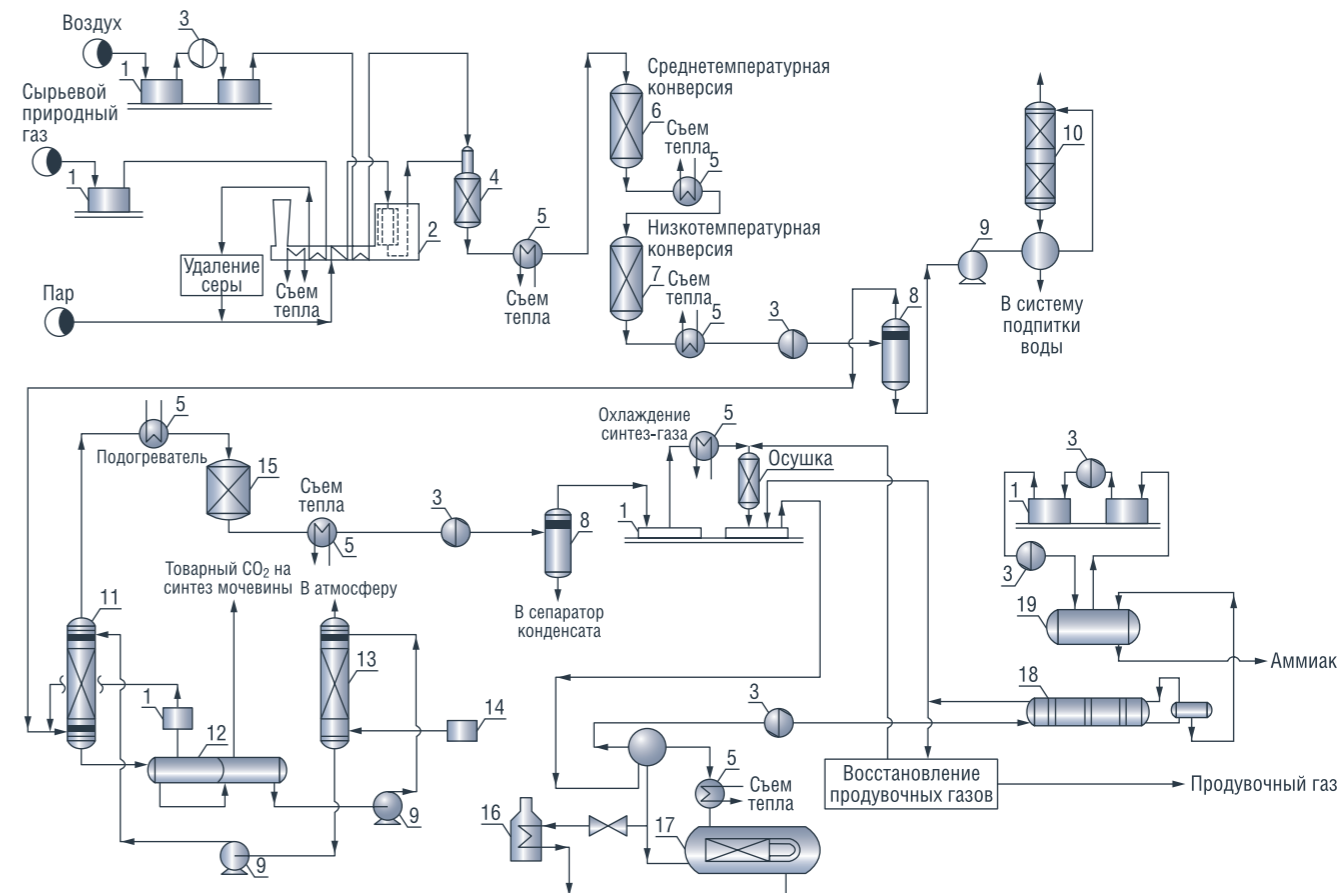 Воздух
3
1
Сырьевой
природный
газ
1
Удаление
серы
Съем
тепла
2
Пар
4
5
Съем
тепла
Среднетемпературная
конверсия
6
Съем
тепла
5
Низкотемпературная
конверсия
7
Съем
тепла
5
3
8
9
10
В систему
подпитки
воды
5
Подогреватель
15
Съем
тепла
5
3
8
В сепаратор
конденсата
Охлаждение
синтез-газа
5
Осушка
1
3
1
3
19
Аммиак
18
Товарный CO₂ на
синтез мочевины
В атмосферу
11
1
12
13
14
9
9
3
5
Съем
тепла
16
17
Восстановление
продувочных газов
Продувочный газ